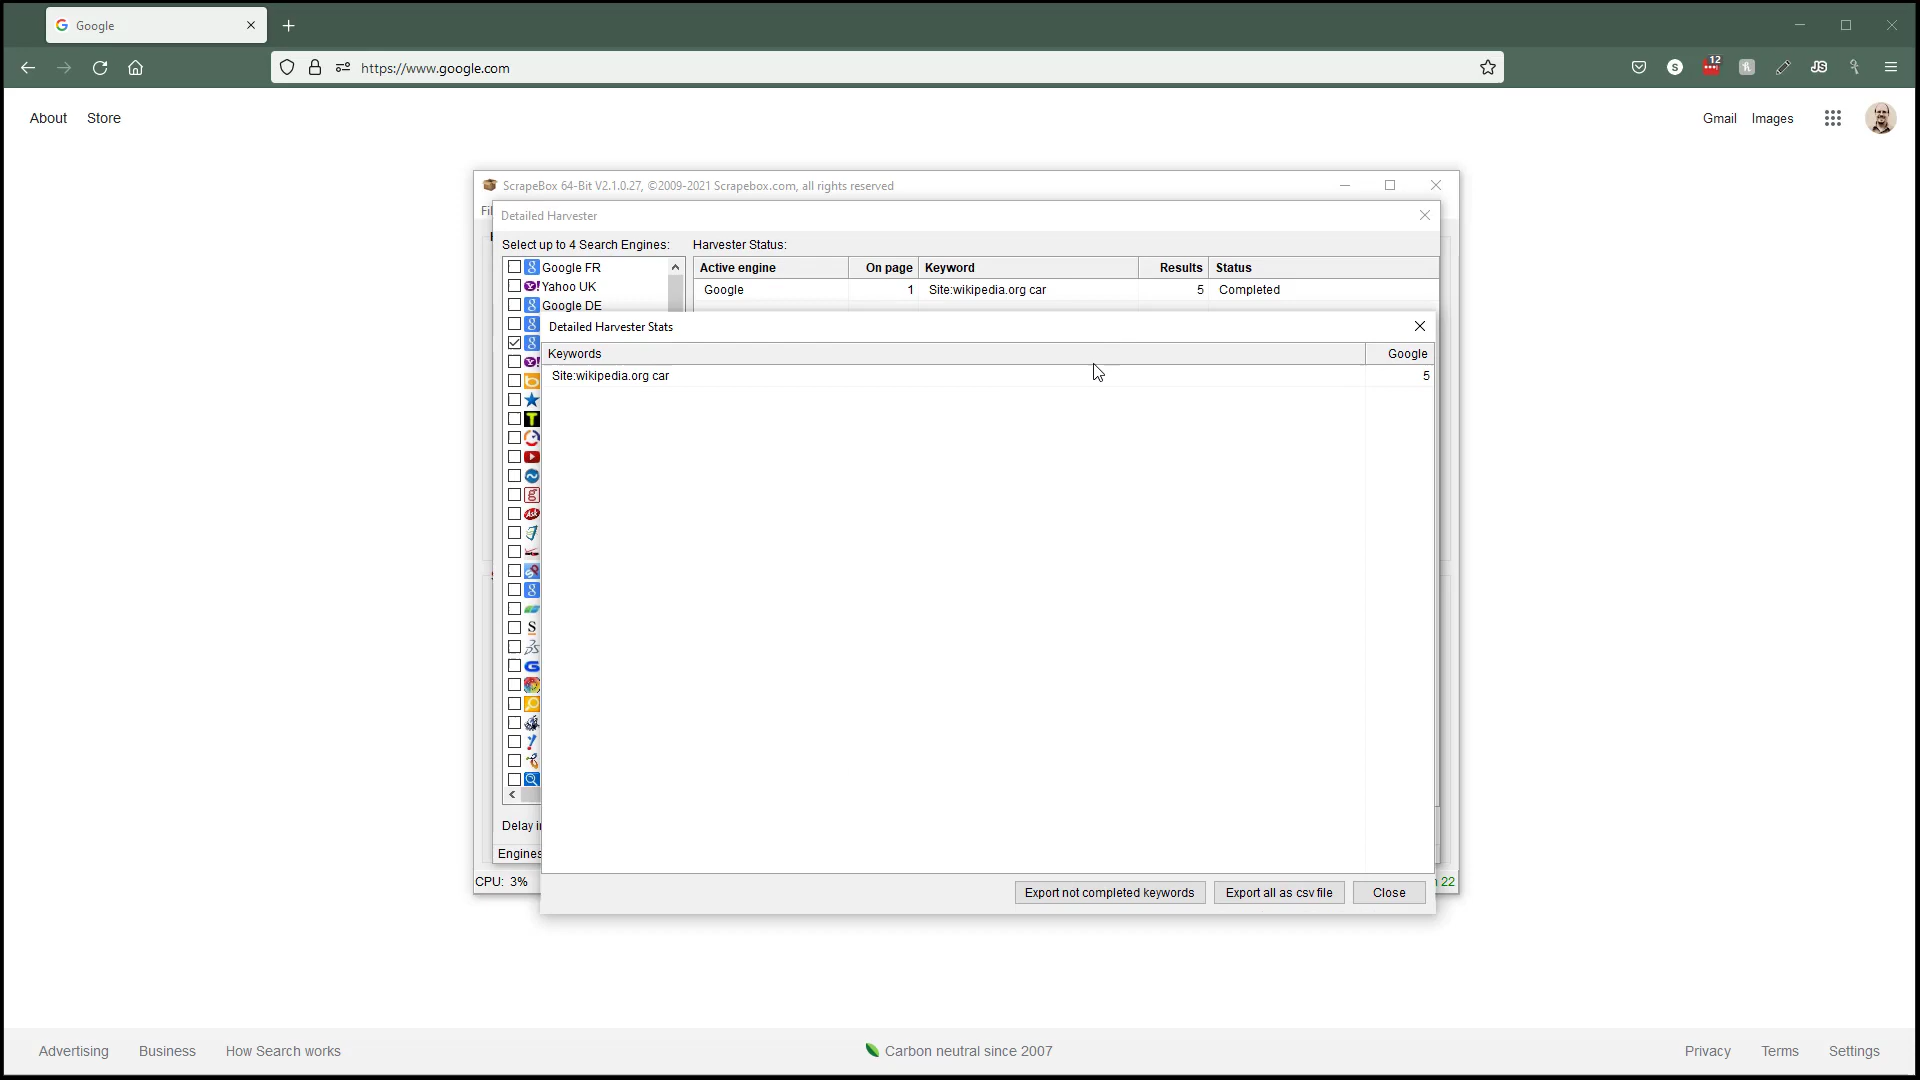 Google
https://www.google.com
12
S
JS
About Store
Gmail Images
ScrapeBox 64-Bit V2.1.0.27, ©2009-2021 Scrapebox.com, all rights reserved
Detailed Harvester
Select up to 4 Search Engines: Harvester Status:
Active engine On page Keyword Results Status
Google 1 Site:wikipedia.org car 5 Completed
Google FR
Yahoo UK
Google DE
Detailed Harvester Stats
Keywords Google
Site:wikipedia.org car 5
Delay i
Engines
CPU: 3%
22
Export not completed keywords Export all as csv file Close
Advertising Business How Search works
Carbon neutral since 2007
Privacy Terms Settings